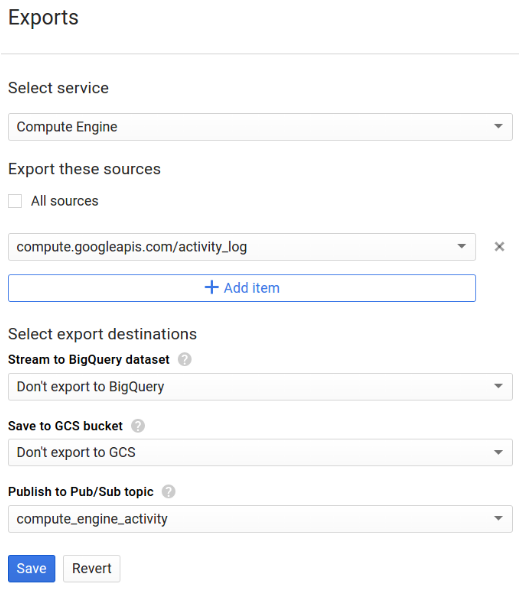 Exports
Select service
Compute Engine
Export these sources
All sources
compute.googleapis.com/activity_log
Add item
Select export destinations
Stream to BigQuery dataset ?
Don't export to BigQuery
Save to GCS bucket ?
Don't export to GCS
Publish to Pub/Sub topic ?
compute_engine_activity
Save Revert